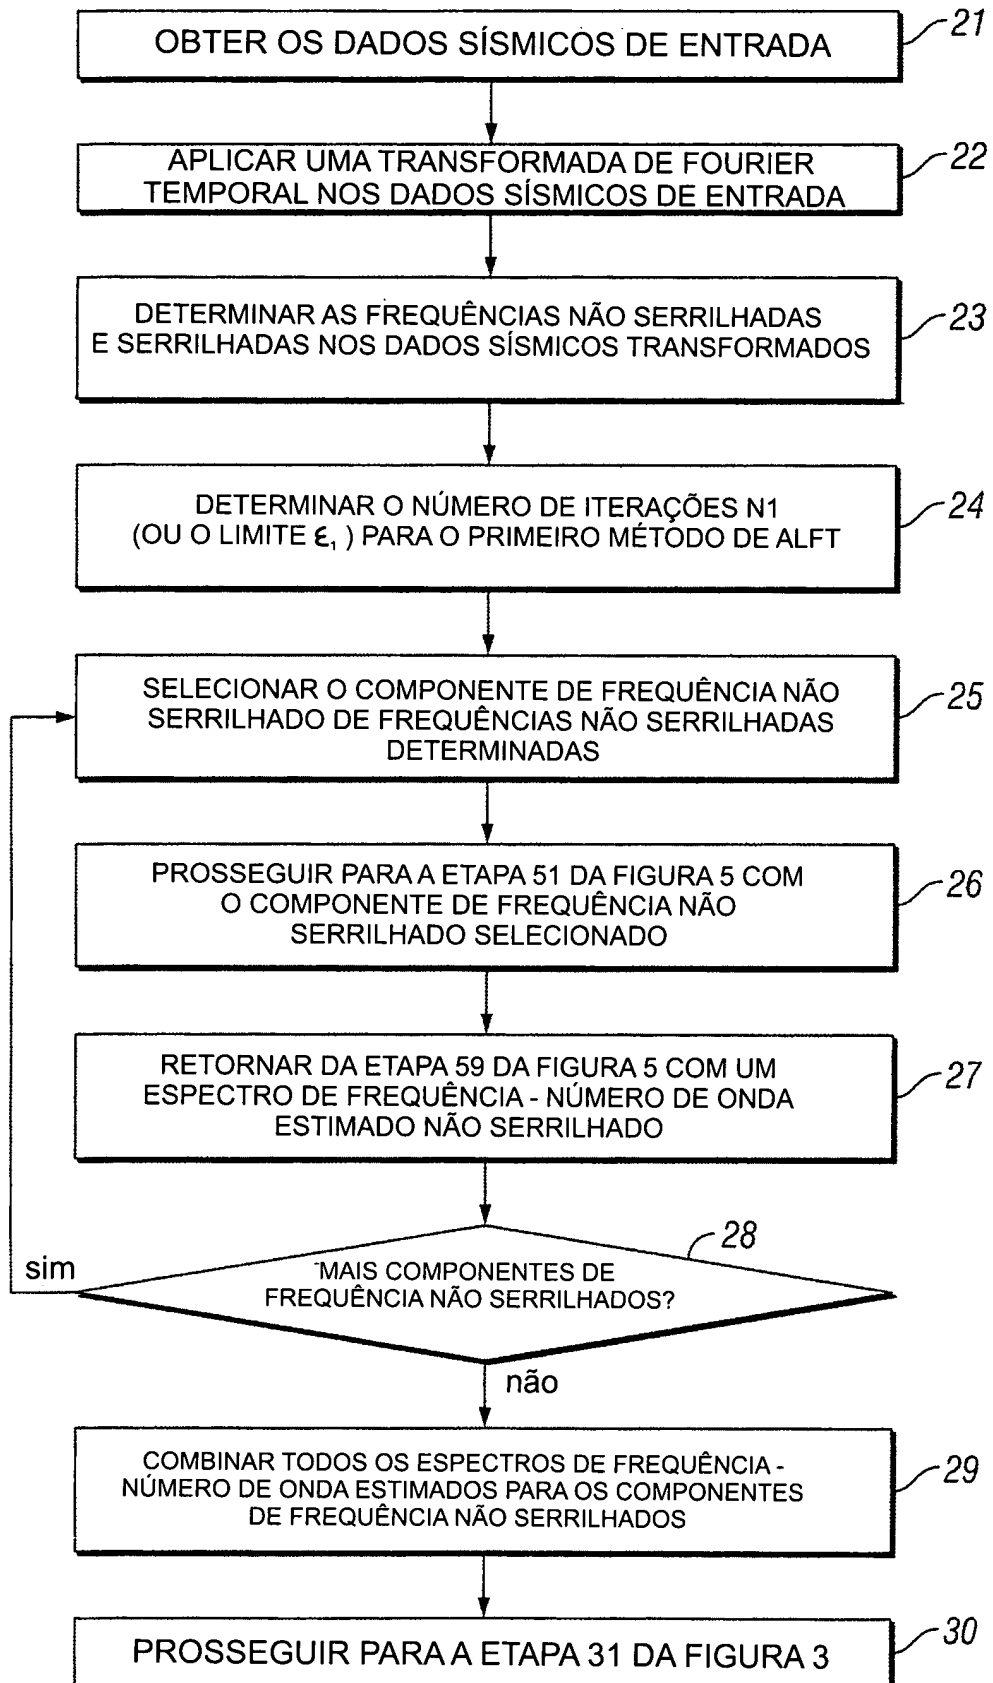 OBTER OS DADOS SÍSMICOS DE ENTRADA
21
APLICAR UMA TRANSFORMADA DE FOURIER
TEMPORAL NOS DADOS SÍSMICOS DE ENTRADA
22
DETERMINAR AS FREQUÊNCIAS NÃO SERRILHADAS
E SERRILHADAS NOS DADOS SÍSMICOS TRANSFORMADOS
23
DETERMINAR O NÚMERO DE ITERAÇÕES N1
(OU O LIMITE ε₁ ) PARA O PRIMEIRO MÉTODO DE ALFT
24
SELECIONAR O COMPONENTE DE FREQUÊNCIA NÃO
SERRILHADO DE FREQUÊNCIAS NÃO SERRILHADAS
DETERMINADAS
25
PROSSEGUIR PARA A ETAPA 51 DA FIGURA 5 COM
O COMPONENTE DE FREQUÊNCIA NÃO
SERRILHADO SELECIONADO
26
RETORNAR DA ETAPA 59 DA FIGURA 5 COM UM
ESPECTRO DE FREQUÊNCIA - NÚMERO DE ONDA
ESTIMADO NÃO SERRILHADO
27
28
sim
MAIS COMPONENTES DE
FREQUÊNCIA NÃO SERRILHADOS?
não
COMBINAR TODOS OS ESPECTROS DE FREQUÊNCIA -
NÚMERO DE ONDA ESTIMADOS PARA OS COMPONENTES
DE FREQUÊNCIA NÃO SERRILHADOS
29
PROSSEGUIR PARA A ETAPA 31 DA FIGURA 3
30